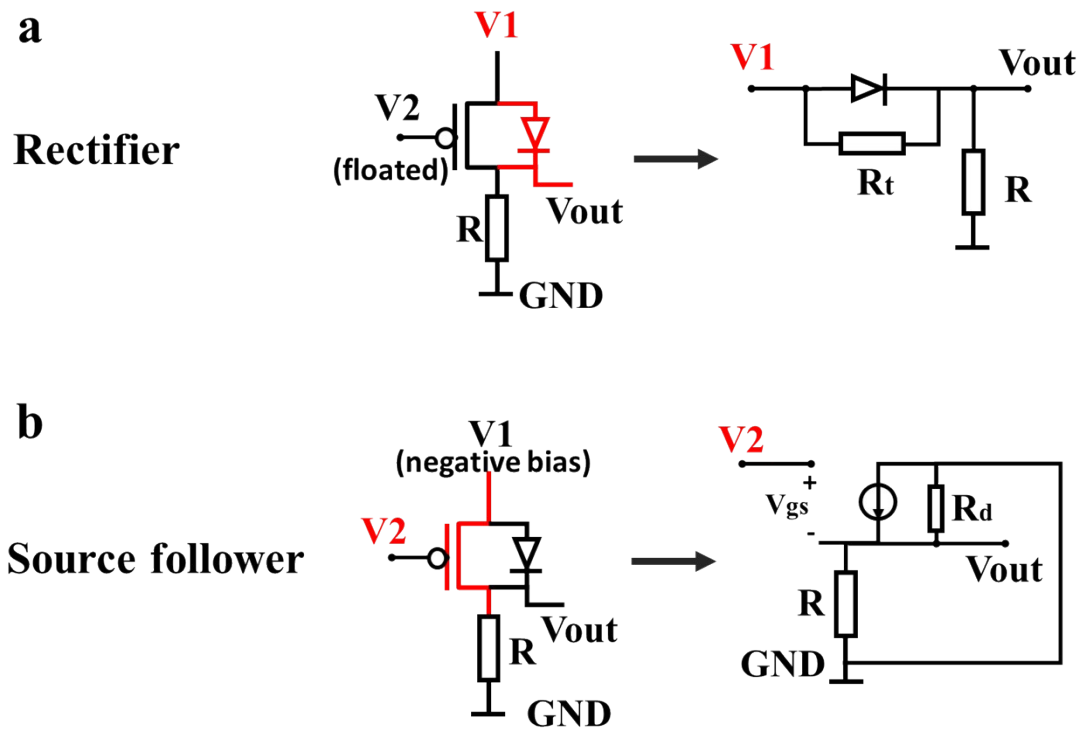 a
Rectifier
V1
V2
(floated)
Vout
R
GND
V1
Vout
Rt
R
b
Source follower
V1
(negative bias)
V2
Vout
R
GND
V2
+
Vgs
-
Rd
Vout
R
GND